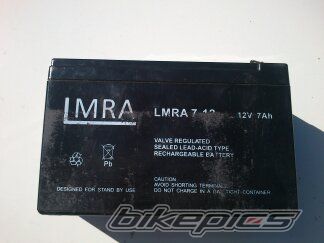 LMRA
LMRA 7-12
12V 7Ah
VALVE REGULATED
SEALED LEAD-ACID TYPE
RECHARGEABLE BATTERY
Pb
CAUTION
DESIGNED FOR STAND BY USE
AVOID SHORTING TERMINAL
DO NOT CHARGE IN A GAS TIGHT-CONTAINER
bikepics